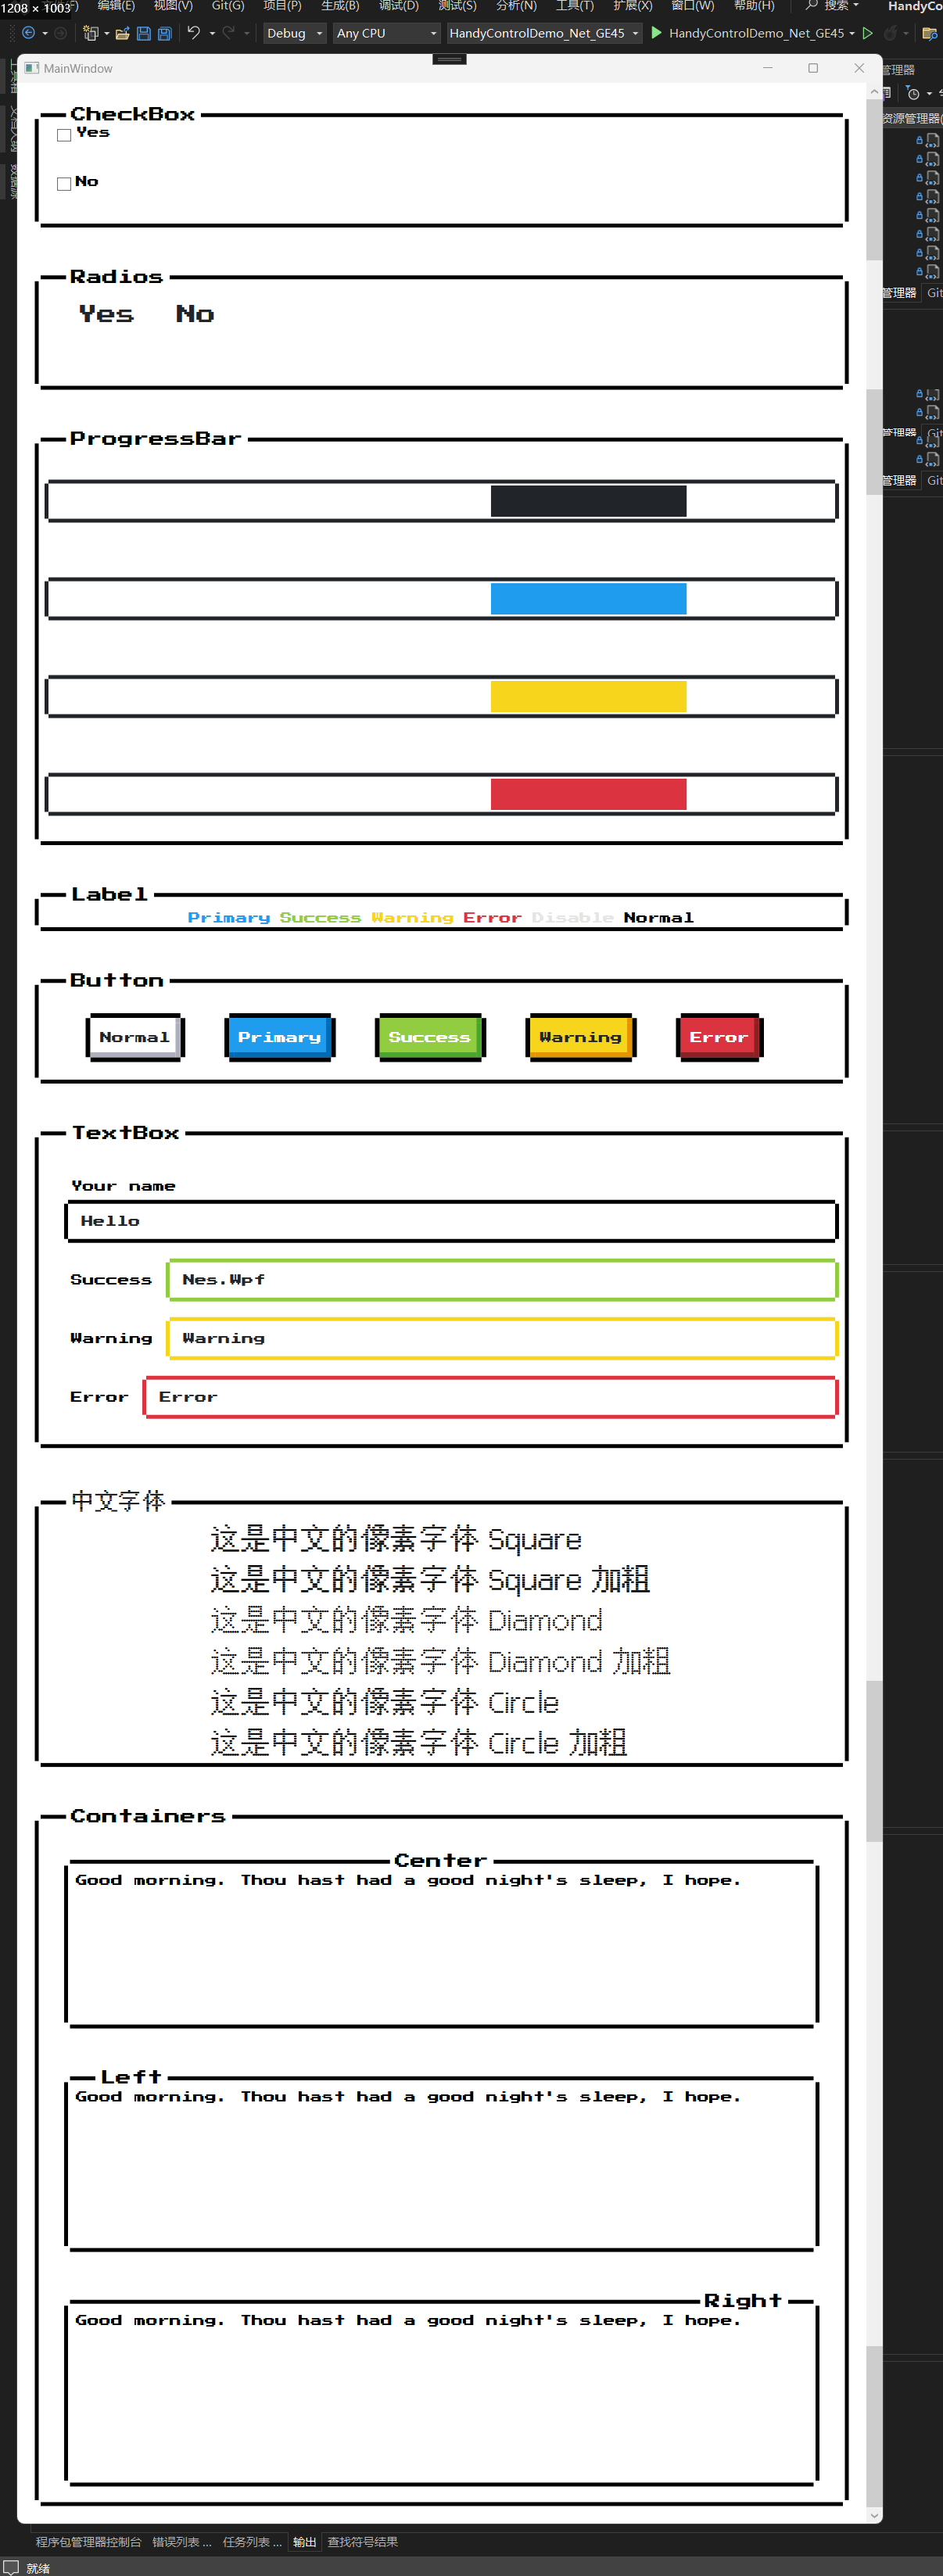 1208 × 1003
编辑(E) 视图(V) Git(G) 项目(P) 生成(B) 调试(D) 测试(S) 分析(N) 工具(T) 扩展(X) 窗口(W) 帮助(H) 搜索 HandyCo
Debug Any CPU HandyControlDemo_Net_GE45 HandyControlDemo_Net_GE45
MainWindow
管理器
资源管理器(
管理器 Git
管理器 Git
管理器 Git
CheckBox
Yes
No
Radios
Yes No
ProgressBar
Label
Primary Success Warning Error Disable Normal
Button
Normal Primary Success Warning Error
TextBox
Your name
Hello
Success Nes.Wpf
Warning Warning
Error Error
中文字体
这是中文的像素字体 Square
这是中文的像素字体 Square 加粗
这是中文的像素字体 Diamond
这是中文的像素字体 Diamond 加粗
这是中文的像素字体 Circle
这是中文的像素字体 Circle 加粗
Containers
Center
Good morning. Thou hast had a good night's sleep, I hope.
Left
Good morning. Thou hast had a good night's sleep, I hope.
Right
Good morning. Thou hast had a good night's sleep, I hope.
程序包管理器控制台 错误列表 ... 任务列表 ... 输出 查找符号结果
就绪